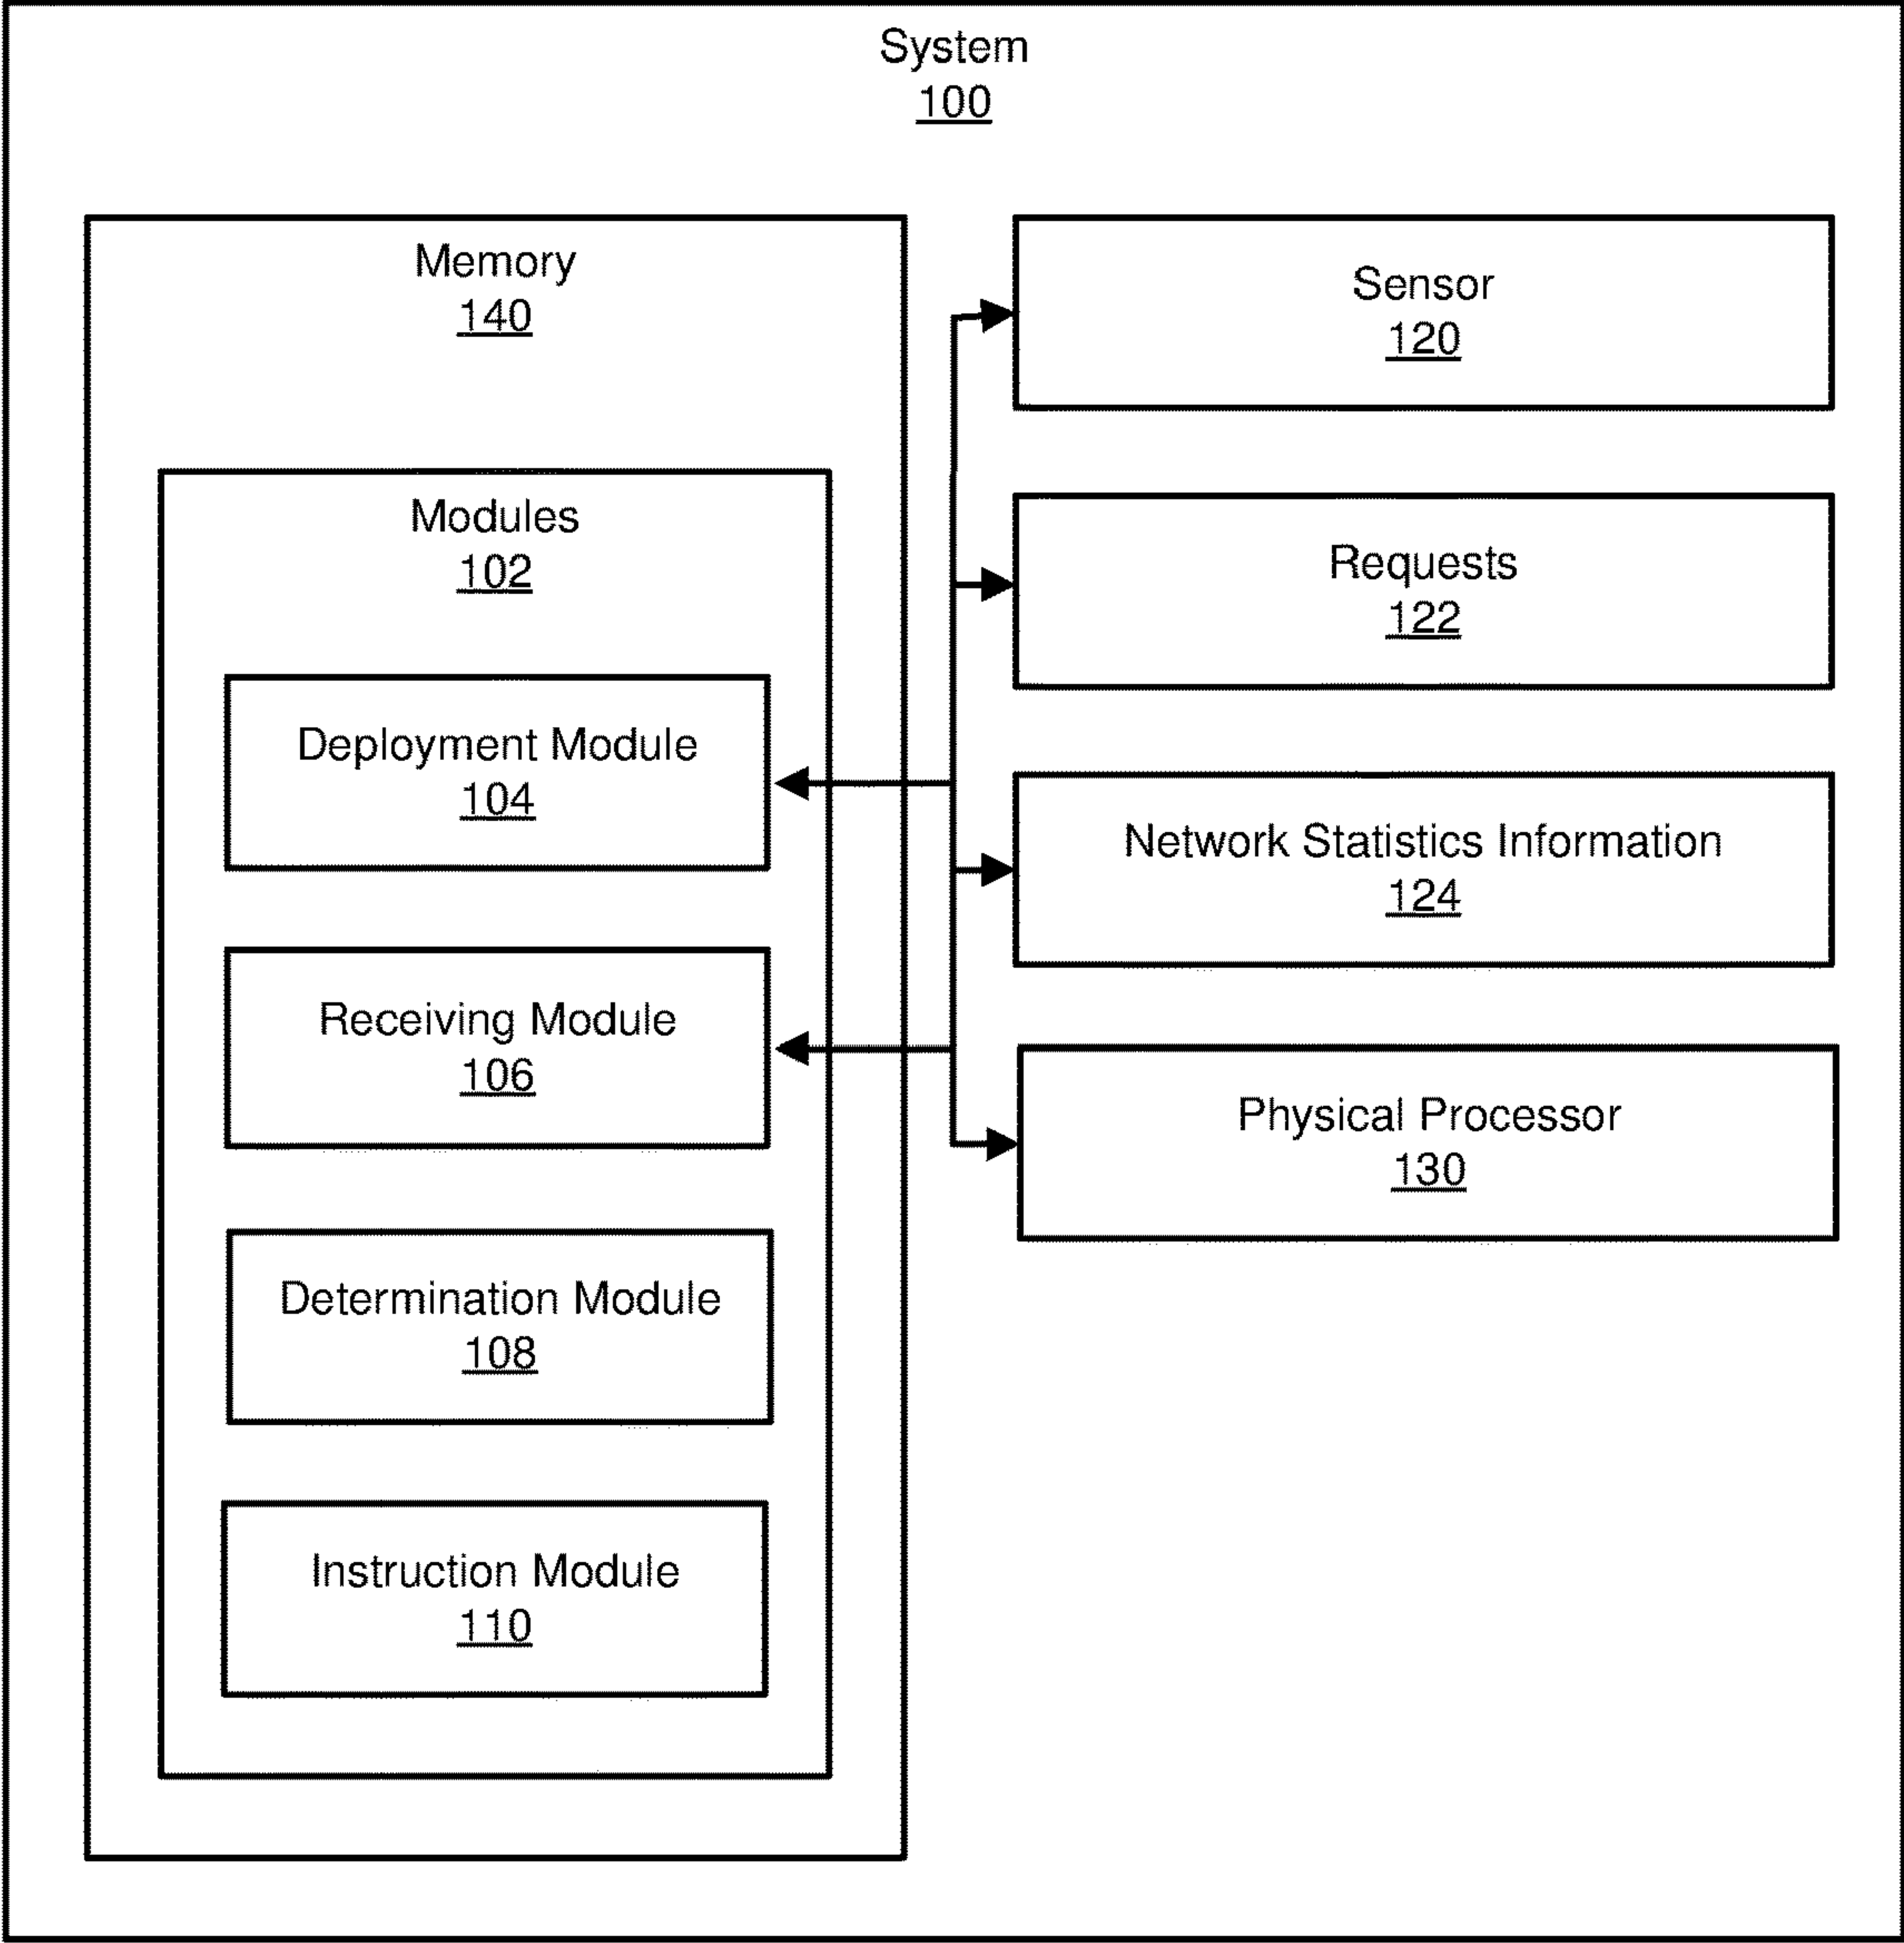 System
100
Memory
140
Modules
102
Deployment Module
104
Receiving Module
106
Determination Module
108
Instruction Module
110
Sensor
120
Requests
122
Network Statistics Information
124
Physical Processor
130